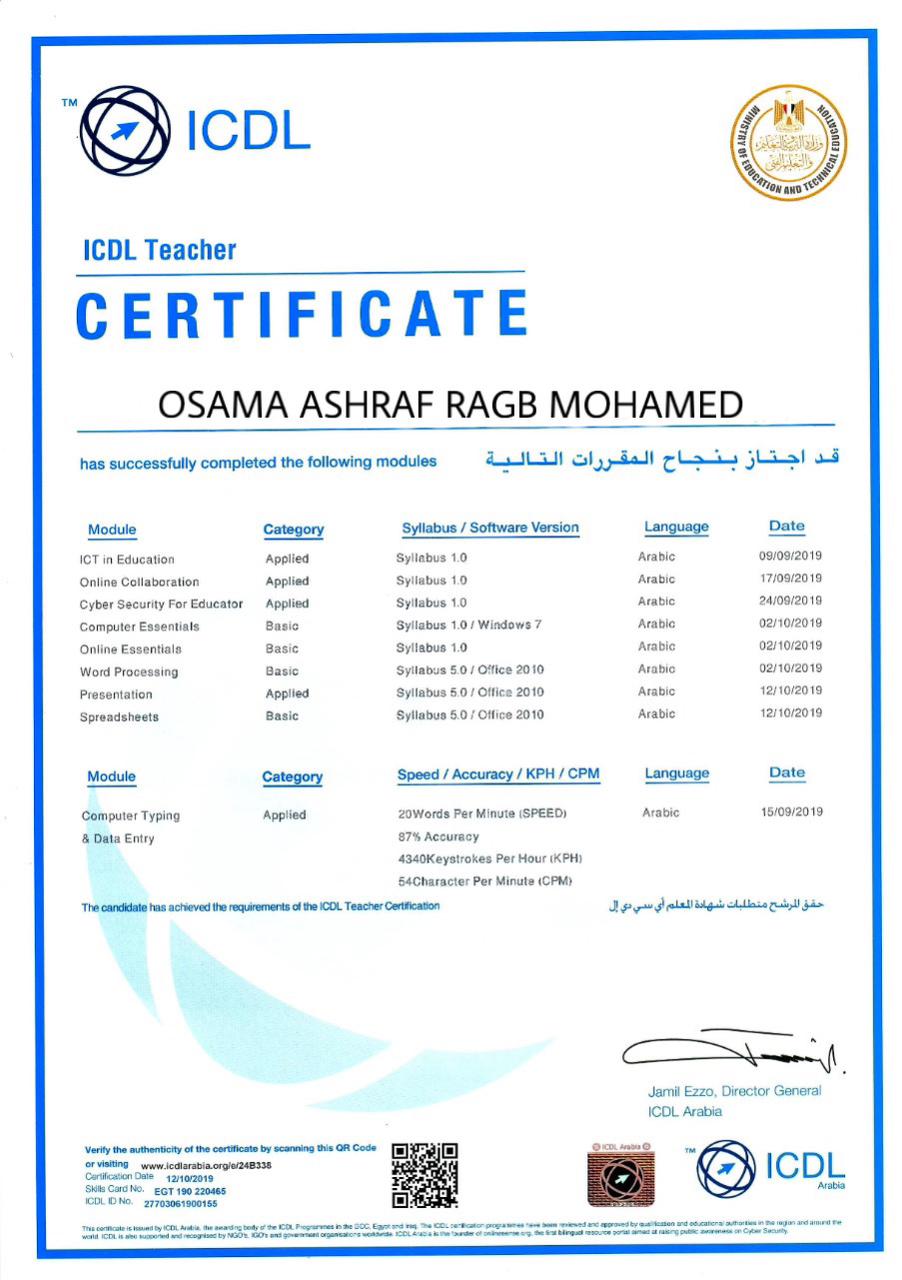 TM ICDL
MINISTRY OF EDUCATION AND TECHNICAL EDUCATION
وزارة التربية والتعليم
والتعليم الفني
ICDL Teacher
CERTIFICATE
OSAMA ASHRAF RAGB MOHAMED
has successfully completed the following modules قد اجتاز بنجاح المقررات التالية
Module Category Syllabus / Software Version Language Date
ICT in Education Applied Syllabus 1.0 Arabic 09/09/2019
Online Collaboration Applied Syllabus 1.0 Arabic 17/09/2019
Cyber Security For Educator Applied Syllabus 1.0 Arabic 24/09/2019
Computer Essentials Basic Syllabus 1.0 / Windows 7 Arabic 02/10/2019
Online Essentials Basic Syllabus 1.0 Arabic 02/10/2019
Word Processing Basic Syllabus 5.0 / Office 2010 Arabic 02/10/2019
Presentation Applied Syllabus 5.0 / Office 2010 Arabic 12/10/2019
Spreadsheets Basic Syllabus 5.0 / Office 2010 Arabic 12/10/2019
Module Category Speed / Accuracy / KPH / CPM Language Date
Computer Typing Applied 20Words Per Minute (SPEED) Arabic 15/09/2019
& Data Entry 87% Accuracy
4340Keystrokes Per Hour (KPH)
54Character Per Minute (CPM)
The candidate has achieved the requirements of the ICDL Teacher Certification حقق المرشح متطلبات شهادة المعلم أي سي دي إل
Jamil Ezzo, Director General
ICDL Arabia
Verify the authenticity of the certificate by scanning this QR Code
or visiting www.icdlarabia.org/e/24B338
Certification Date 12/10/2019
Skills Card No. EGT 190 220465
ICDL ID No. 27703061900155
ICDL Arabia
TM ICDL
Arabia
This certificate is issued by ICDL Arabia, the awarding body of the ICDL Programmes in the GCC, Egypt and Iraq. The ICDL certification programmes have been reviewed and approved by qualification and educational authorities in the region and around the
world. ICDL is also supported and recognised by NGO's, IGO's and government organisations worldwide. ICDL Arabia is the founder of onlinesense.org, the first bilingual resource portal aimed at raising public awareness on Cyber Security.